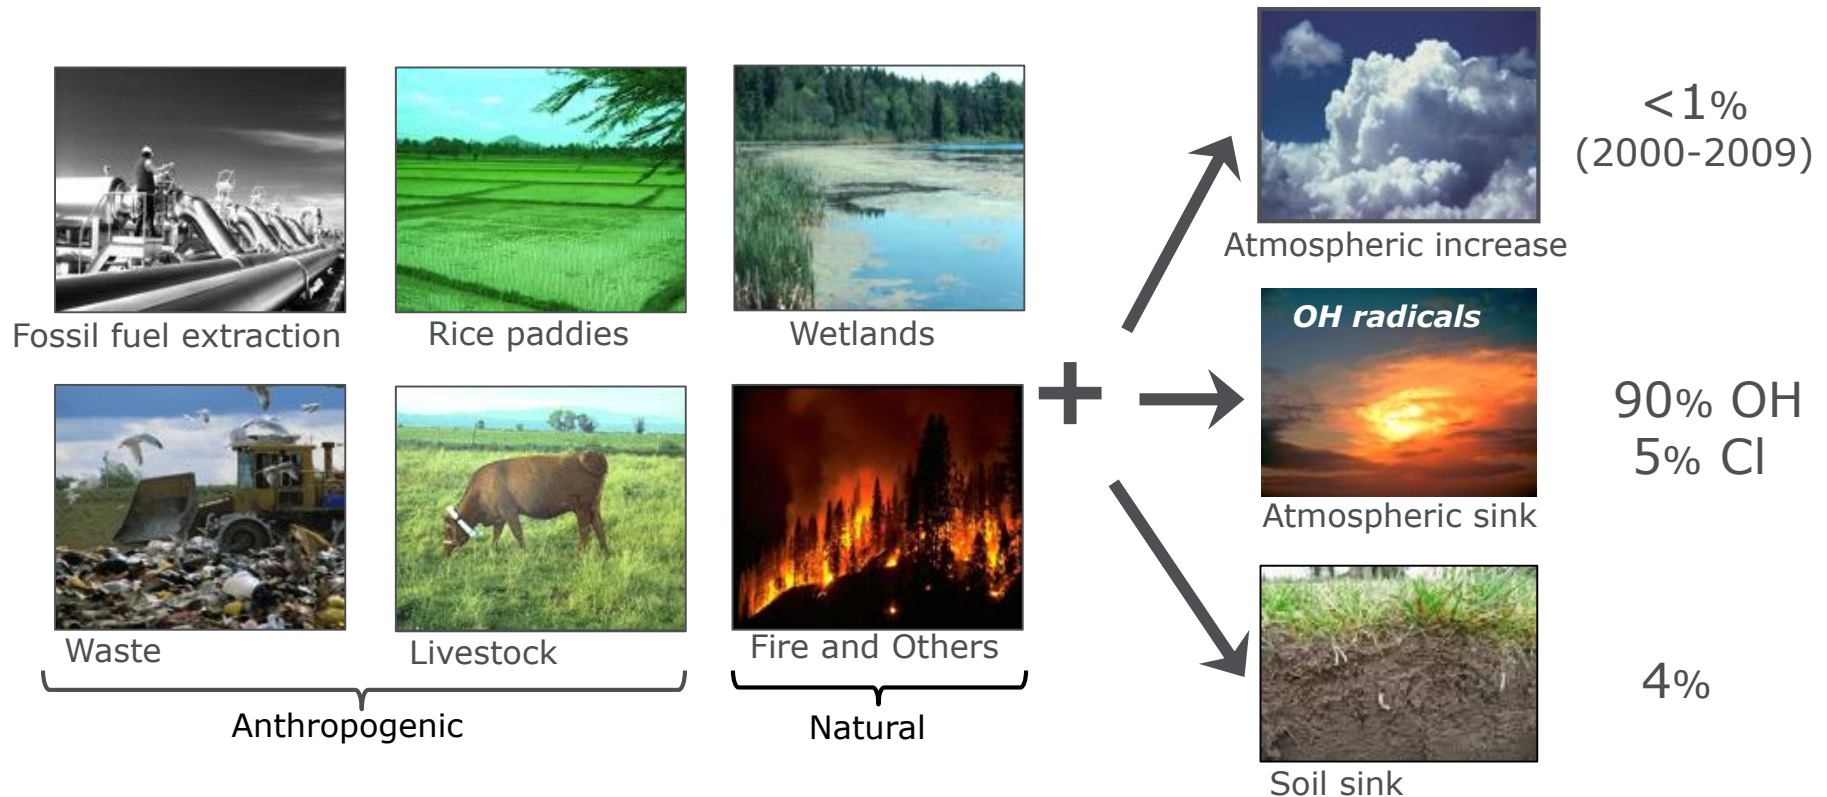 Fossil fuel extraction
Rice paddies
Wetlands
Waste
Livestock
Fire and Others
Anthropogenic
Natural
+
<1%
(2000-2009)
Atmospheric increase
OH radicals
90% OH
5% Cl
Atmospheric sink
4%
Soil sink